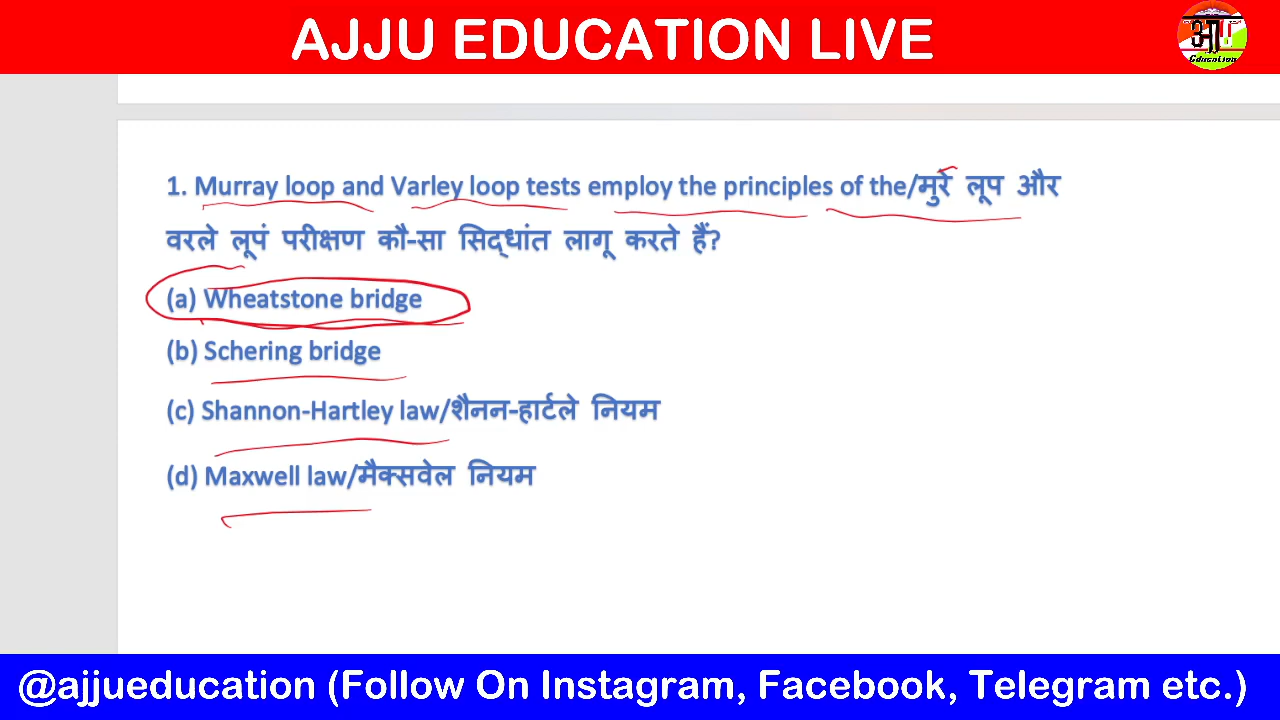 AJJU EDUCATION LIVE
Education
1. Murray loop and Varley loop tests employ the principles of the/मुरे लूप और
वरले लूपं परीक्षण कौ-सा सिद्धांत लागू करते हैं?
(a) Wheatstone bridge
(b) Schering bridge
(c) Shannon-Hartley law/शैनन-हार्टले नियम
(d) Maxwell law/मैक्सवेल नियम
@ajjueducation (Follow On Instagram, Facebook, Telegram etc.)